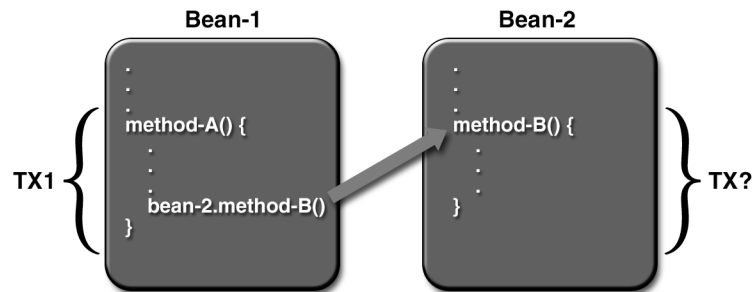 Bean-1
.
.
.
method-A() {
.
.
.
bean-2.method-B()
}
TX1
Bean-2
.
.
.
method-B() {
.
.
.
}
TX?